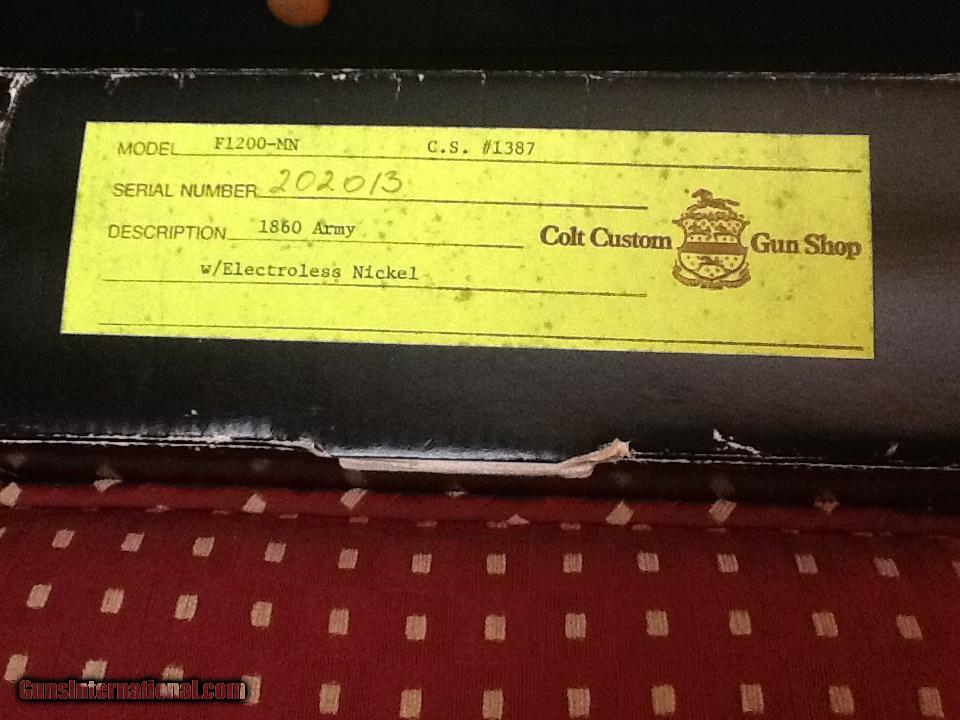 MODEL F1200-MN C.S. #1387
SERIAL NUMBER 202013
DESCRIPTION 1860 Army
Colt Custom Gun Shop
w/Electroless Nickel
GunsInternational.com